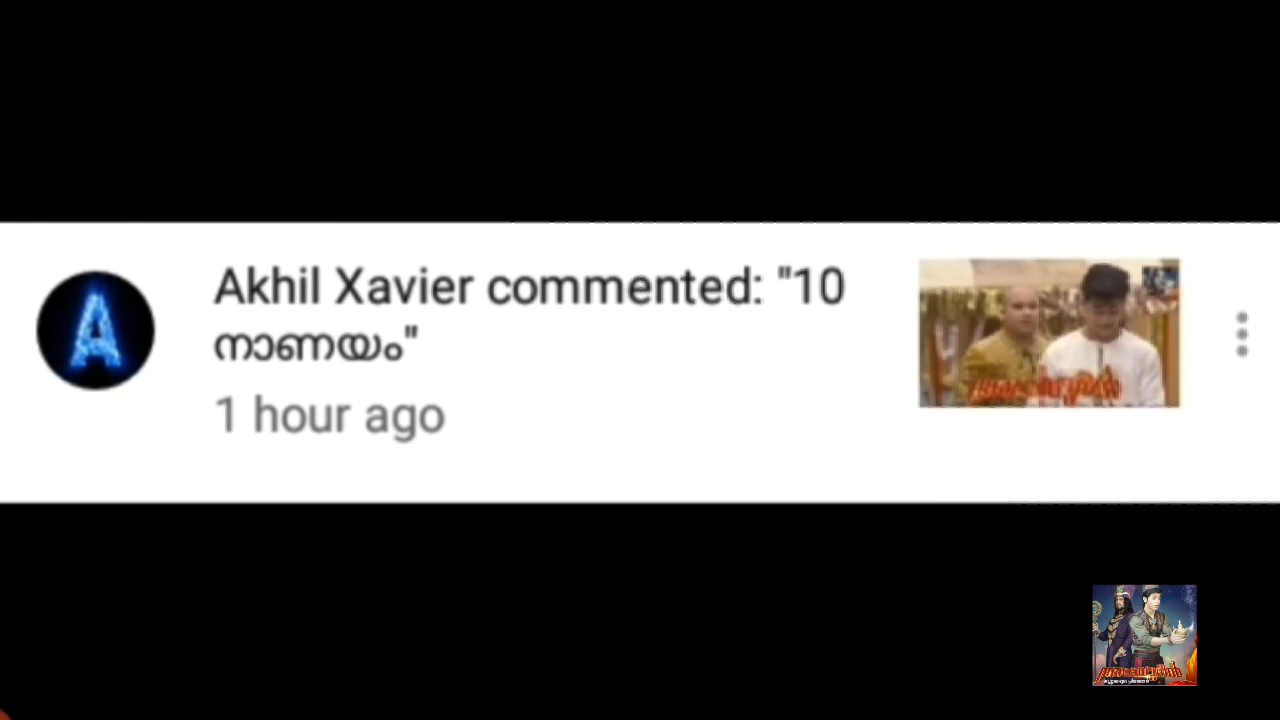 Akhil Xavier commented: "10
നാണയം"
1 hour ago